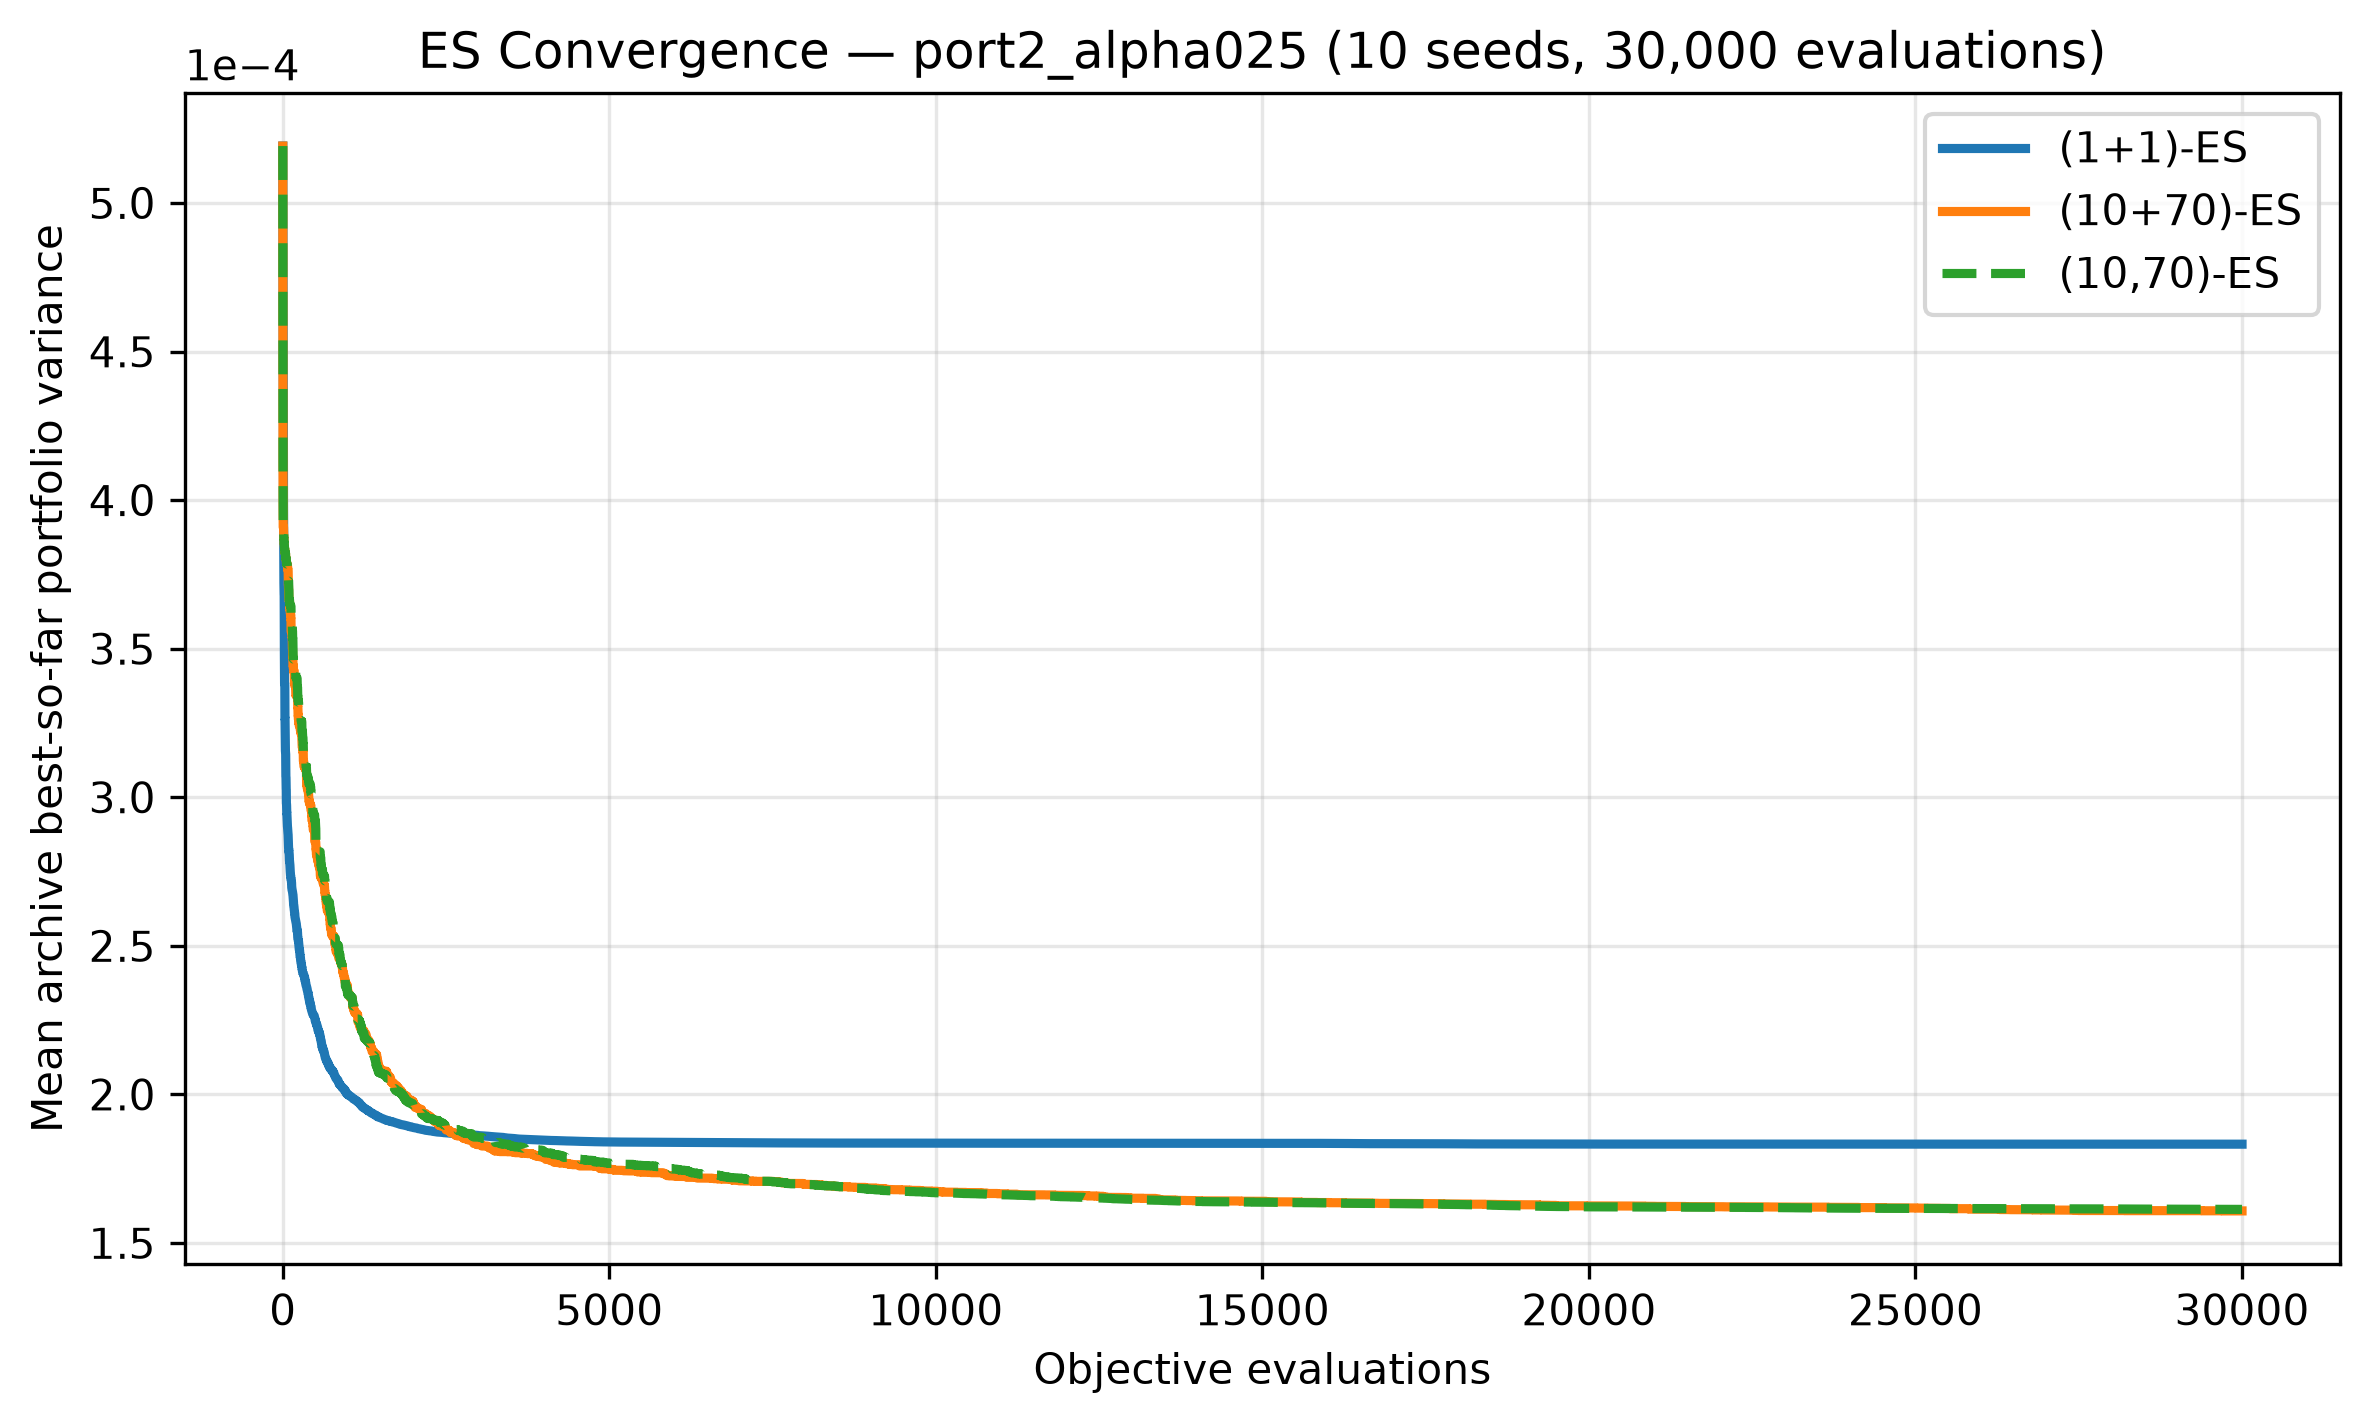 ES Convergence — port2_alpha025 (10 seeds, 30,000 evaluations)
1e−4
(1+1)-ES
(10+70)-ES
(10,70)-ES
Mean archive best-so-far portfolio variance
5.0
4.5
4.0
3.5
3.0
2.5
2.0
1.5
0 5000 10000 15000 20000 25000 30000
Objective evaluations